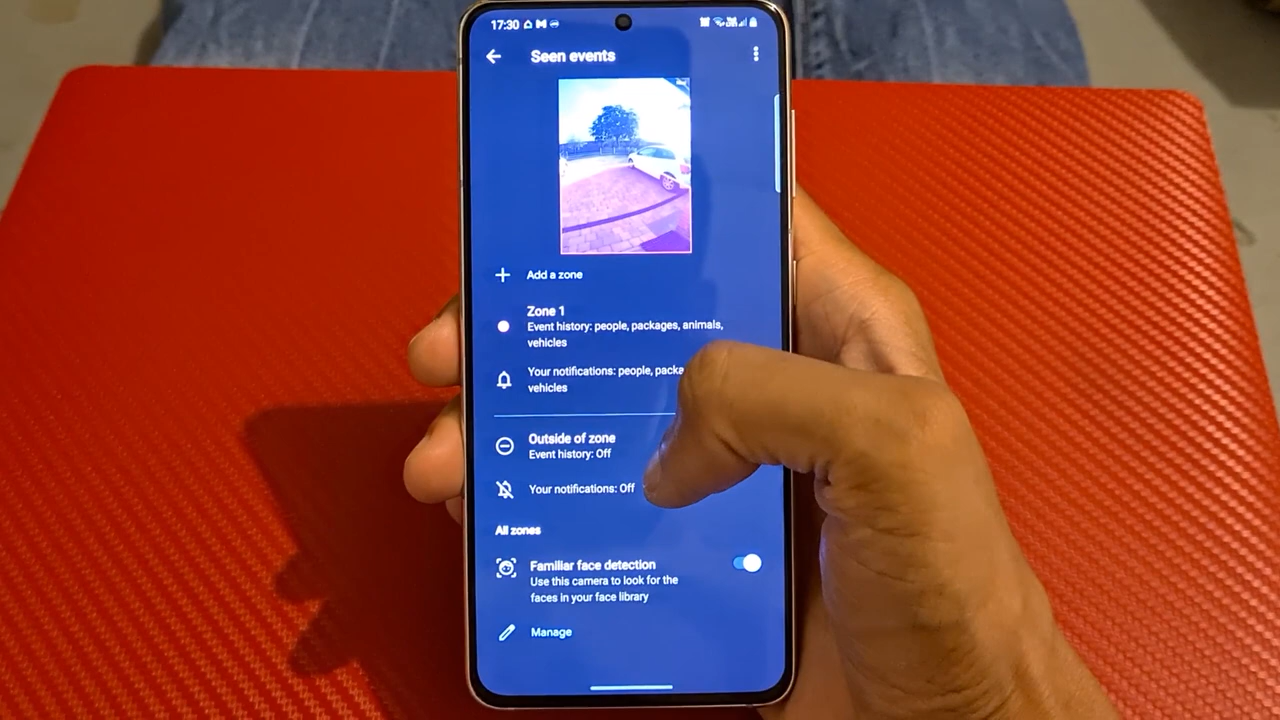 17:30
Seen events
Add a zone
Zone 1
Event history: people, packages, animals,
vehicles
Your notifications: people, packa
vehicles
Outside of zone
Event history: Off
Your notifications: Off
All zones
Familiar face detection
Use this camera to look for the
faces in your face library
Manage